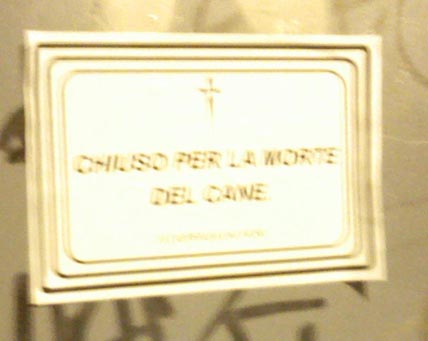 CHIUSO PER LA MORTE
DEL CANE.